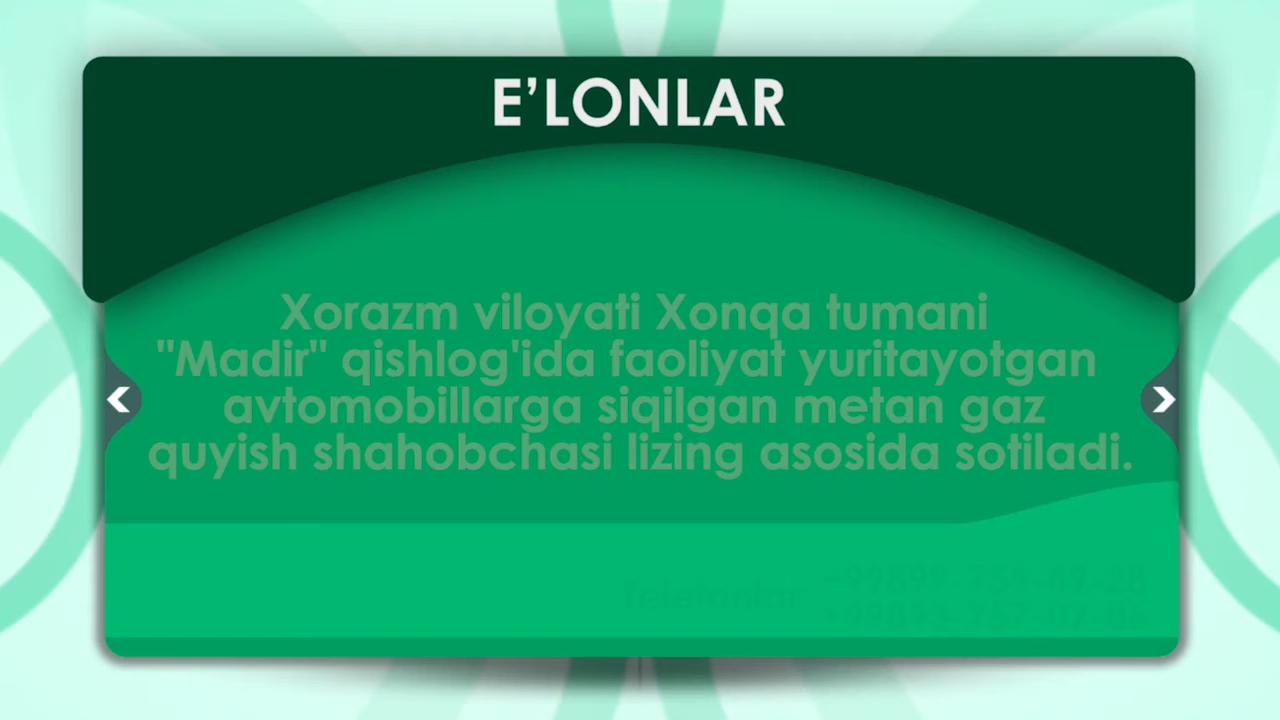 E’LONLAR
Xorazm viloyati Xonqa tumani
"Madir" qishlog'ida faoliyat yuritayotgan
avtomobillarga siqilgan metan gaz
quyish shahobchasi lizing asosida sotiladi.
Telefonlar: